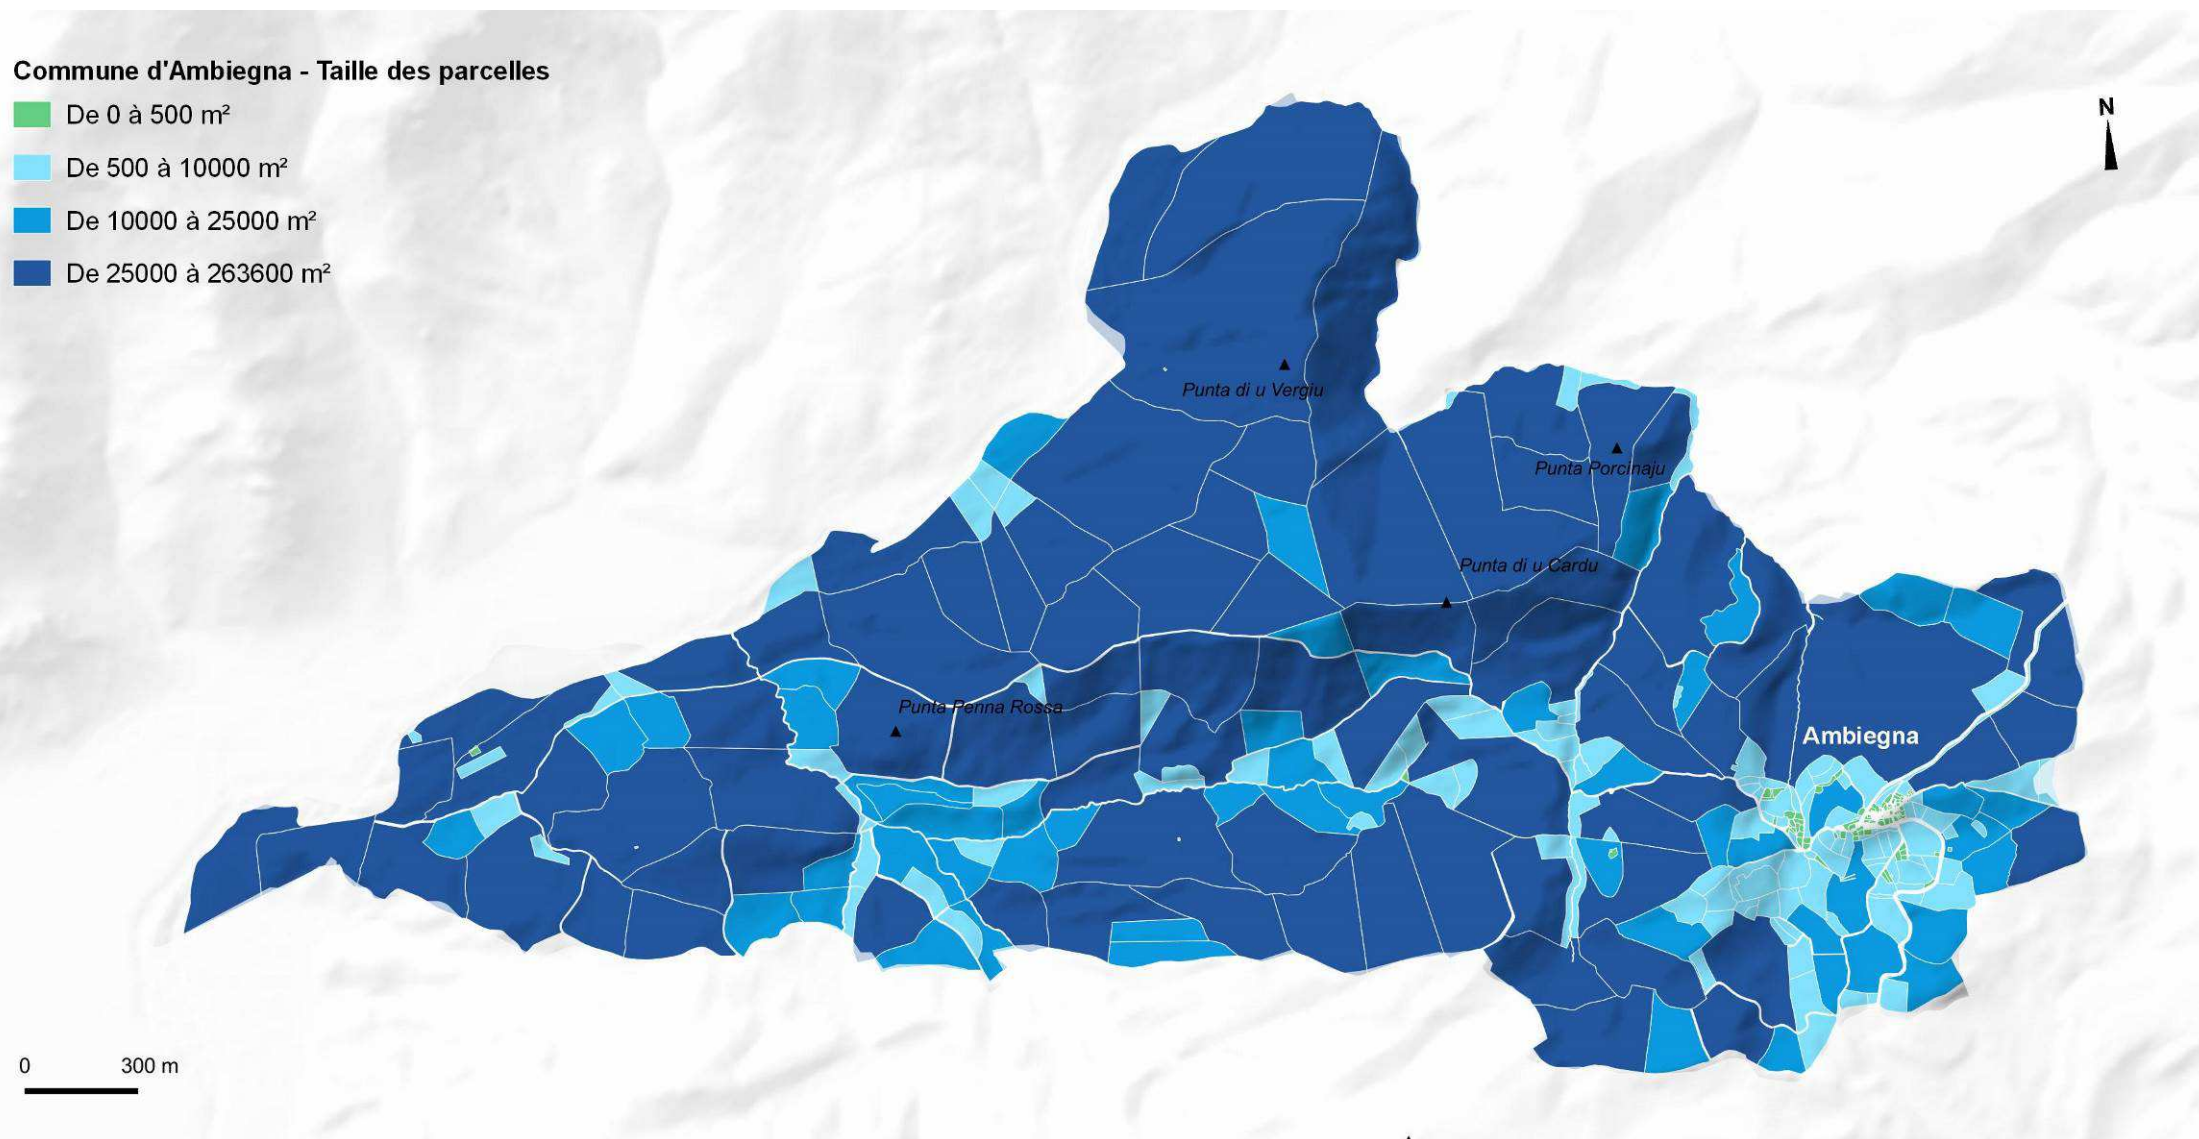 Commune d'Ambiegna - Taille des parcelles
De 0 à 500 m²
De 500 à 10000 m²
De 10000 à 25000 m²
De 25000 à 263600 m²
N
Punta di u Vergiu
Punta Porcinaju
Punta di u Cardu
Punta Penna Rossa
Ambiegna
0 300 m